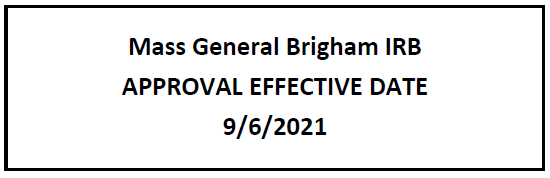 Mass General Brigham IRB
APPROVAL EFFECTIVE DATE
9/6/2021